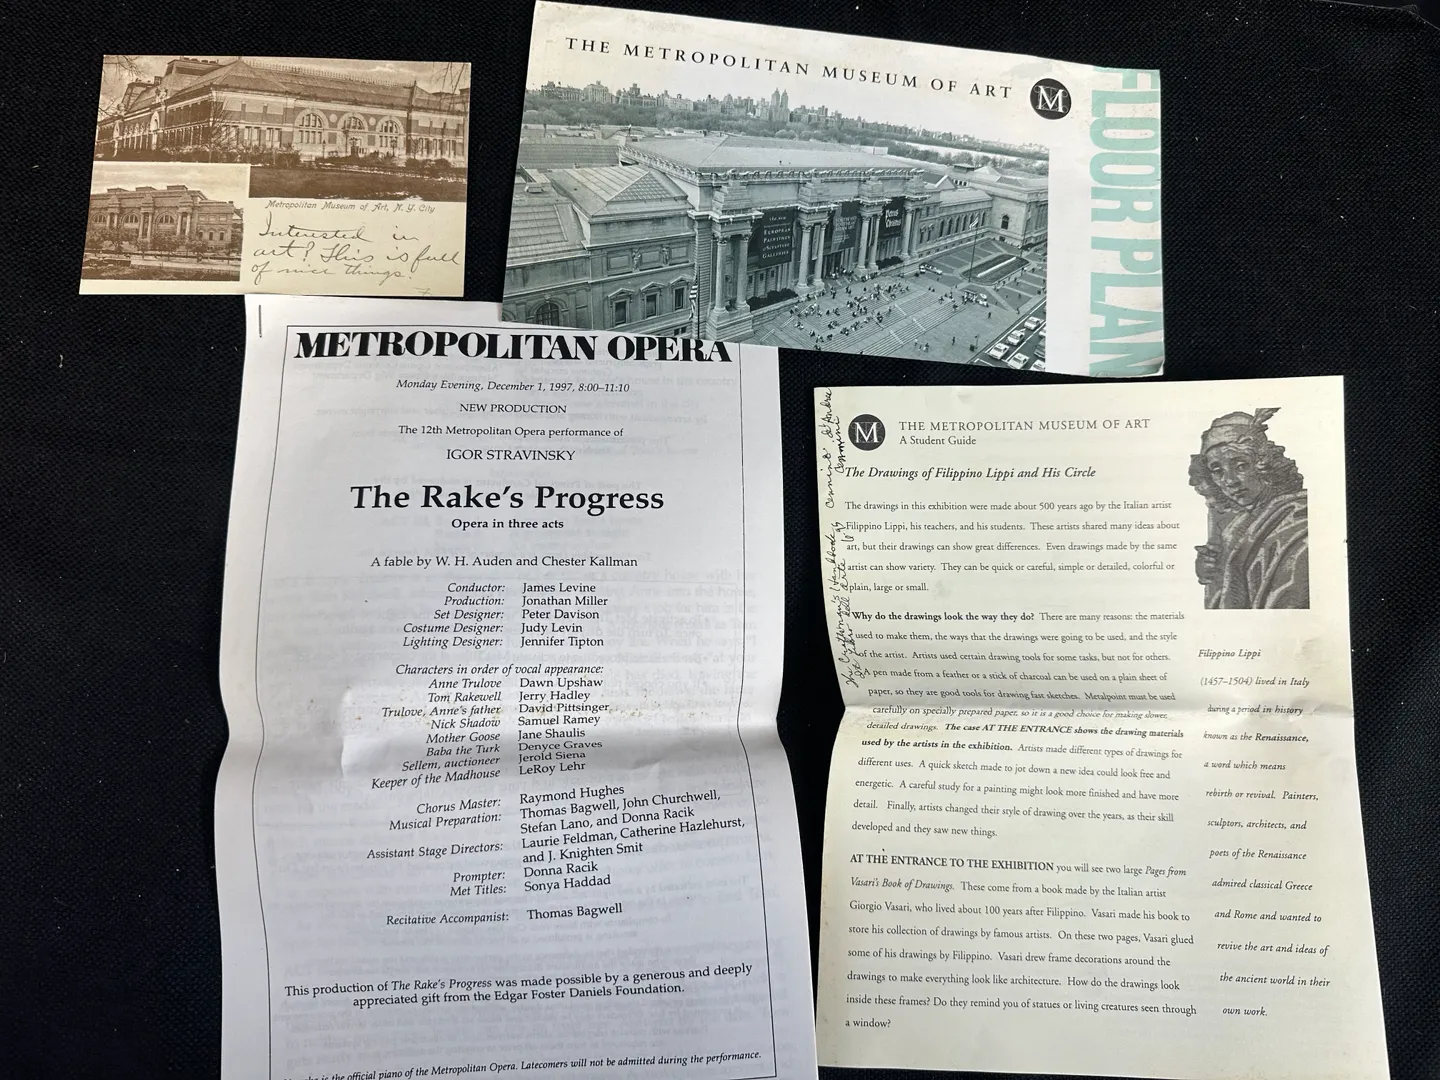 Metropolitan Museum of Art, N. Y. City
Interested in
art? This is full
of nice things.
THE METROPOLITAN MUSEUM OF ART
M
FLOOR PLAN
EUROPEAN
PAINTINGS
GALLERIES
METROPOLITAN OPERA
Monday Evening, December 1, 1997, 8:00–11:10
NEW PRODUCTION
The 12th Metropolitan Opera performance of
IGOR STRAVINSKY
The Rake's Progress
Opera in three acts
A fable by W. H. Auden and Chester Kallman
Conductor: James Levine
Production: Jonathan Miller
Set Designer: Peter Davison
Costume Designer: Judy Levin
Lighting Designer: Jennifer Tipton
Characters in order of vocal appearance:
Anne Trulove Dawn Upshaw
Tom Rakewell Jerry Hadley
Trulove, Anne's father David Pittsinger
Nick Shadow Samuel Ramey
Mother Goose Jane Shaulis
Baba the Turk Denyce Graves
Sellem, auctioneer Jerold Siena
Keeper of the Madhouse LeRoy Lehr
Chorus Master: Raymond Hughes
Musical Preparation: Thomas Bagwell, John Churchwell,
Stefan Lano, and Donna Racik
Assistant Stage Directors: Laurie Feldman, Catherine Hazlehurst,
and J. Knighten Smit
Prompter: Donna Racik
Met Titles: Sonya Haddad
Recitative Accompanist: Thomas Bagwell
This production of The Rake's Progress was made possible by a generous and deeply
appreciated gift from the Edgar Foster Daniels Foundation.
is the official piano of the Metropolitan Opera. Latecomers will not be admitted during the performance.
M
THE METROPOLITAN MUSEUM OF ART
A Student Guide
The Drawings of Filippino Lippi and His Circle
The drawings in this exhibition were made about 500 years ago by the Italian artist
Filippino Lippi, his teachers, and his students. These artists shared many ideas about
art, but their drawings can show great differences. Even drawings made by the same
artist can show variety. They can be quick or careful, simple or detailed, colorful or
plain, large or small.
Why do the drawings look the way they do? There are many reasons: the materials
used to make them, the ways that the drawings were going to be used, and the style
of the artist. Artists used certain drawing tools for some tasks, but not for others.
A pen made from a feather or a stick of charcoal can be used on a plain sheet of
paper, so they are good tools for drawing fast sketches. Metalpoint must be used
carefully on specially prepared paper, so it is a good choice for making slower,
detailed drawings. The case AT THE ENTRANCE shows the drawing materials
used by the artists in the exhibition. Artists made different types of drawings for
different uses. A quick sketch made to jot down a new idea could look free and
energetic. A careful study for a painting might look more finished and have more
detail. Finally, artists changed their style of drawing over the years, as their skill
developed and they saw new things.
AT THE ENTRANCE TO THE EXHIBITION you will see two large Pages from
Vasari's Book of Drawings. These come from a book made by the Italian artist
Giorgio Vasari, who lived about 100 years after Filippino. Vasari made his book to
store his collection of drawings by famous artists. On these two pages, Vasari glued
some of his drawings by Filippino. Vasari drew frame decorations around the
drawings to make everything look like architecture. How do the drawings look
inside these frames? Do they remind you of statues or living creatures seen through
a window?
Filippino Lippi
(1457–1504) lived in Italy
during a period in history
known as the Renaissance,
a word which means
rebirth or revival. Painters,
sculptors, architects, and
poets of the Renaissance
admired classical Greece
and Rome and wanted to
revive the art and ideas of
the ancient world in their
own work.
The Craftsman's Handbook
Il libro dell'arte
Cennino d'Andrea
Cennini